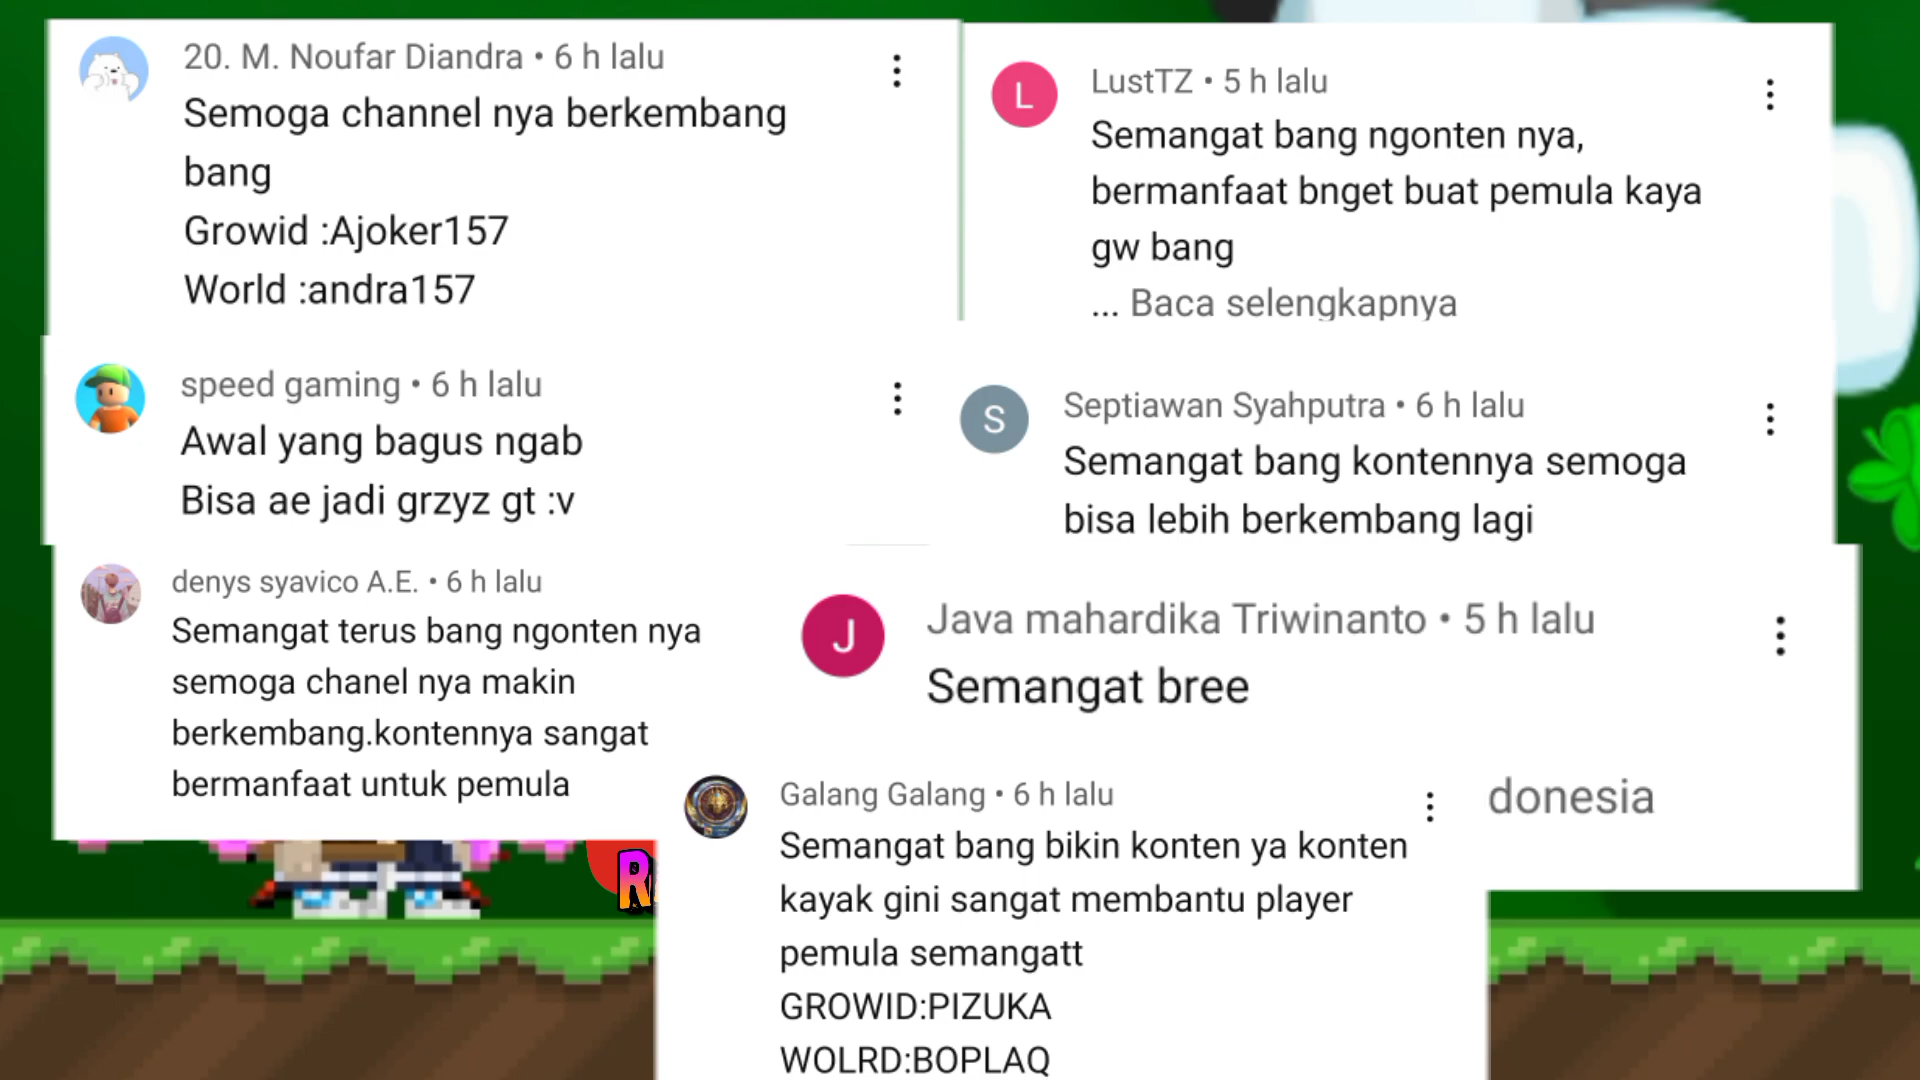 20. M. Noufar Diandra • 6 h lalu
Semoga channel nya berkembang
bang
Growid :Ajoker157
World :andra157
LustTZ • 5 h lalu
Semangat bang ngonten nya,
bermanfaat bnget buat pemula kaya
gw bang
... Baca selengkapnya
speed gaming • 6 h lalu
Awal yang bagus ngab
Bisa ae jadi grzyz gt :v
Septiawan Syahputra • 6 h lalu
Semangat bang kontennya semoga
bisa lebih berkembang lagi
denys syavico A.E. • 6 h lalu
Semangat terus bang ngonten nya
semoga chanel nya makin
berkembang.kontennya sangat
bermanfaat untuk pemula
Java mahardika Triwinanto • 5 h lalu
Semangat bree
donesia
Galang Galang • 6 h lalu
Semangat bang bikin konten ya konten
kayak gini sangat membantu player
pemula semangatt
GROWID:PIZUKA
WOLRD:BOPLAQ